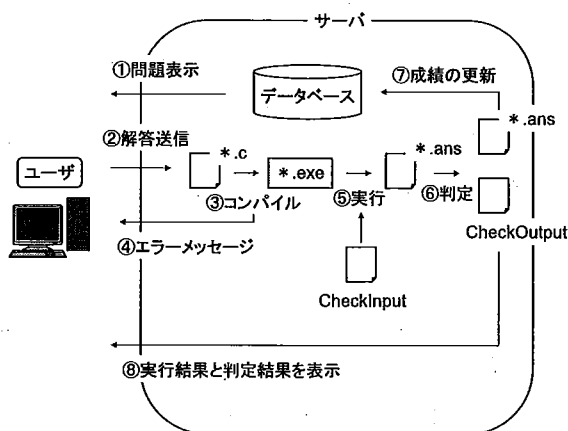 サーバ
①問題表示
⑦成績の更新
データベース
*.ans
②解答送信
*.c
*.ans
ユーザ
*.exe
③コンパイル
⑤実行
⑥判定
④エラーメッセージ
CheckOutput
CheckInput
⑧実行結果と判定結果を表示